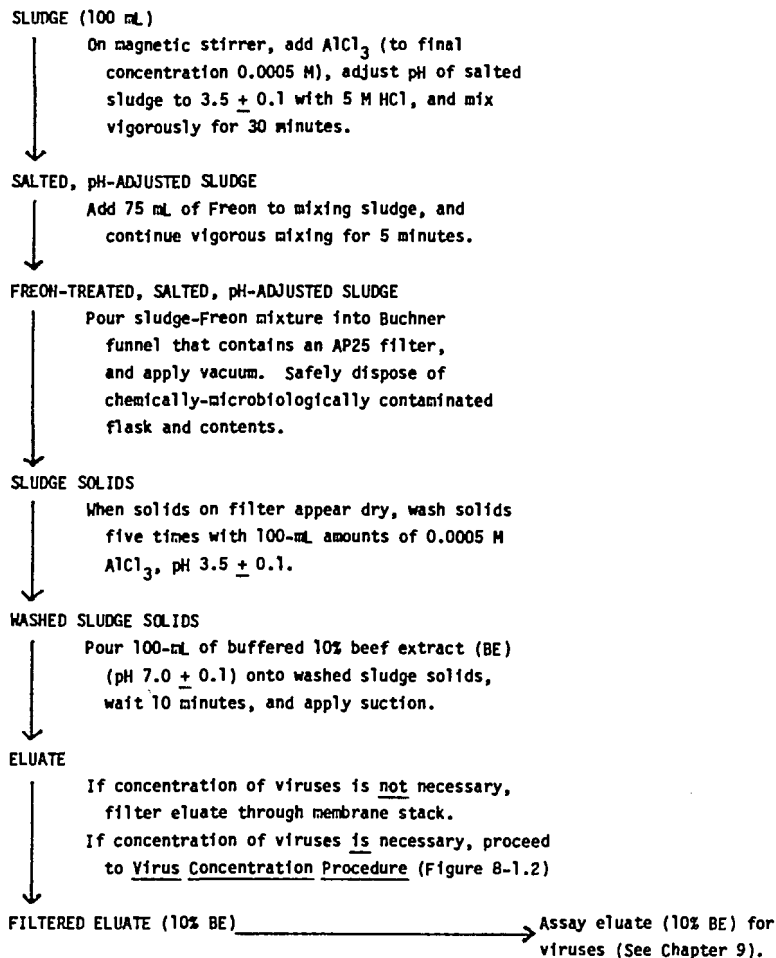 SLUDGE (100 mL)
On magnetic stirrer, add AlCl3 (to final
concentration 0.0005 M), adjust pH of salted
sludge to 3.5 ± 0.1 with 5 M HCl, and mix
vigorously for 30 minutes.
SALTED, pH-ADJUSTED SLUDGE
Add 75 mL of Freon to mixing sludge, and
continue vigorous mixing for 5 minutes.
FREON-TREATED, SALTED, pH-ADJUSTED SLUDGE
Pour sludge-Freon mixture into Buchner
funnel that contains an AP25 filter,
and apply vacuum. Safely dispose of
chemically-microbiologically contaminated
flask and contents.
SLUDGE SOLIDS
When solids on filter appear dry, wash solids
five times with 100-mL amounts of 0.0005 M
AlCl3, pH 3.5 ± 0.1.
WASHED SLUDGE SOLIDS
Pour 100-mL of buffered 10% beef extract (BE)
(pH 7.0 ± 0.1) onto washed sludge solids,
wait 10 minutes, and apply suction.
ELUATE
If concentration of viruses is not necessary,
filter eluate through membrane stack.
If concentration of viruses is necessary, proceed
to Virus Concentration Procedure (Figure 8-1.2)
FILTERED ELUATE (10% BE)
Assay eluate (10% BE) for
viruses (See Chapter 9).